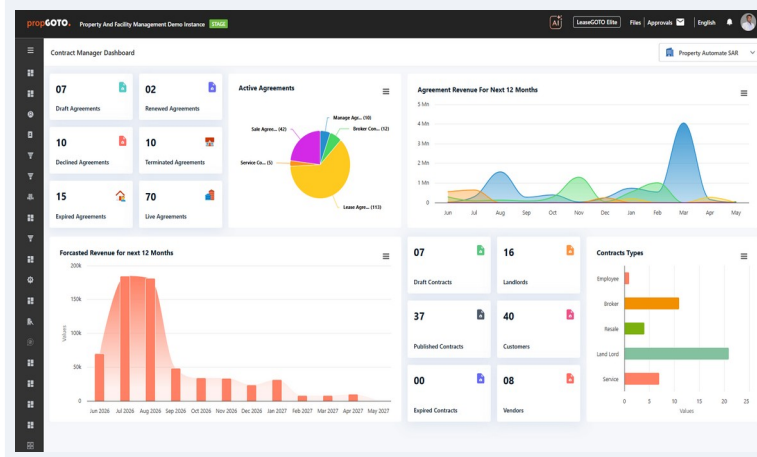 propGOTO. Property And Facility Management Demo Instance STAGE AI LeaseGOTO Elite Files Approvals English
Contract Manager Dashboard
Property Automate SAR
07
Draft Agreements
02
Renewed Agreements
10
Declined Agreements
10
Terminated Agreements
15
Expired Agreements
70
Live Agreements
Active Agreements
Manage Agr... (10)
Sale Agree... (42)
Broker Con... (12)
Service Co... (5)
Lease Agre... (113)
Agreement Revenue For Next 12 Months
5 Mn
4 Mn
3 Mn
2 Mn
1 Mn
0
Jun Jul Aug Sep Oct Nov Dec Jan Feb Mar Apr May
Forcasted Revenue for next 12 Months
200k
150k
100k
50k
0
Values
Jun 2026 Jul 2026 Aug 2026 Sep 2026 Oct 2026 Nov 2026 Dec 2026 Jan 2027 Feb 2027 Mar 2027 Apr 2027 May 2027
07
Draft Contracts
16
Landlords
37
Published Contracts
40
Customers
00
Expired Contracts
08
Vendors
Contracts Types
Employee
Broker
Resale
Land Lord
Service
0 5 10 15 20 25
Values